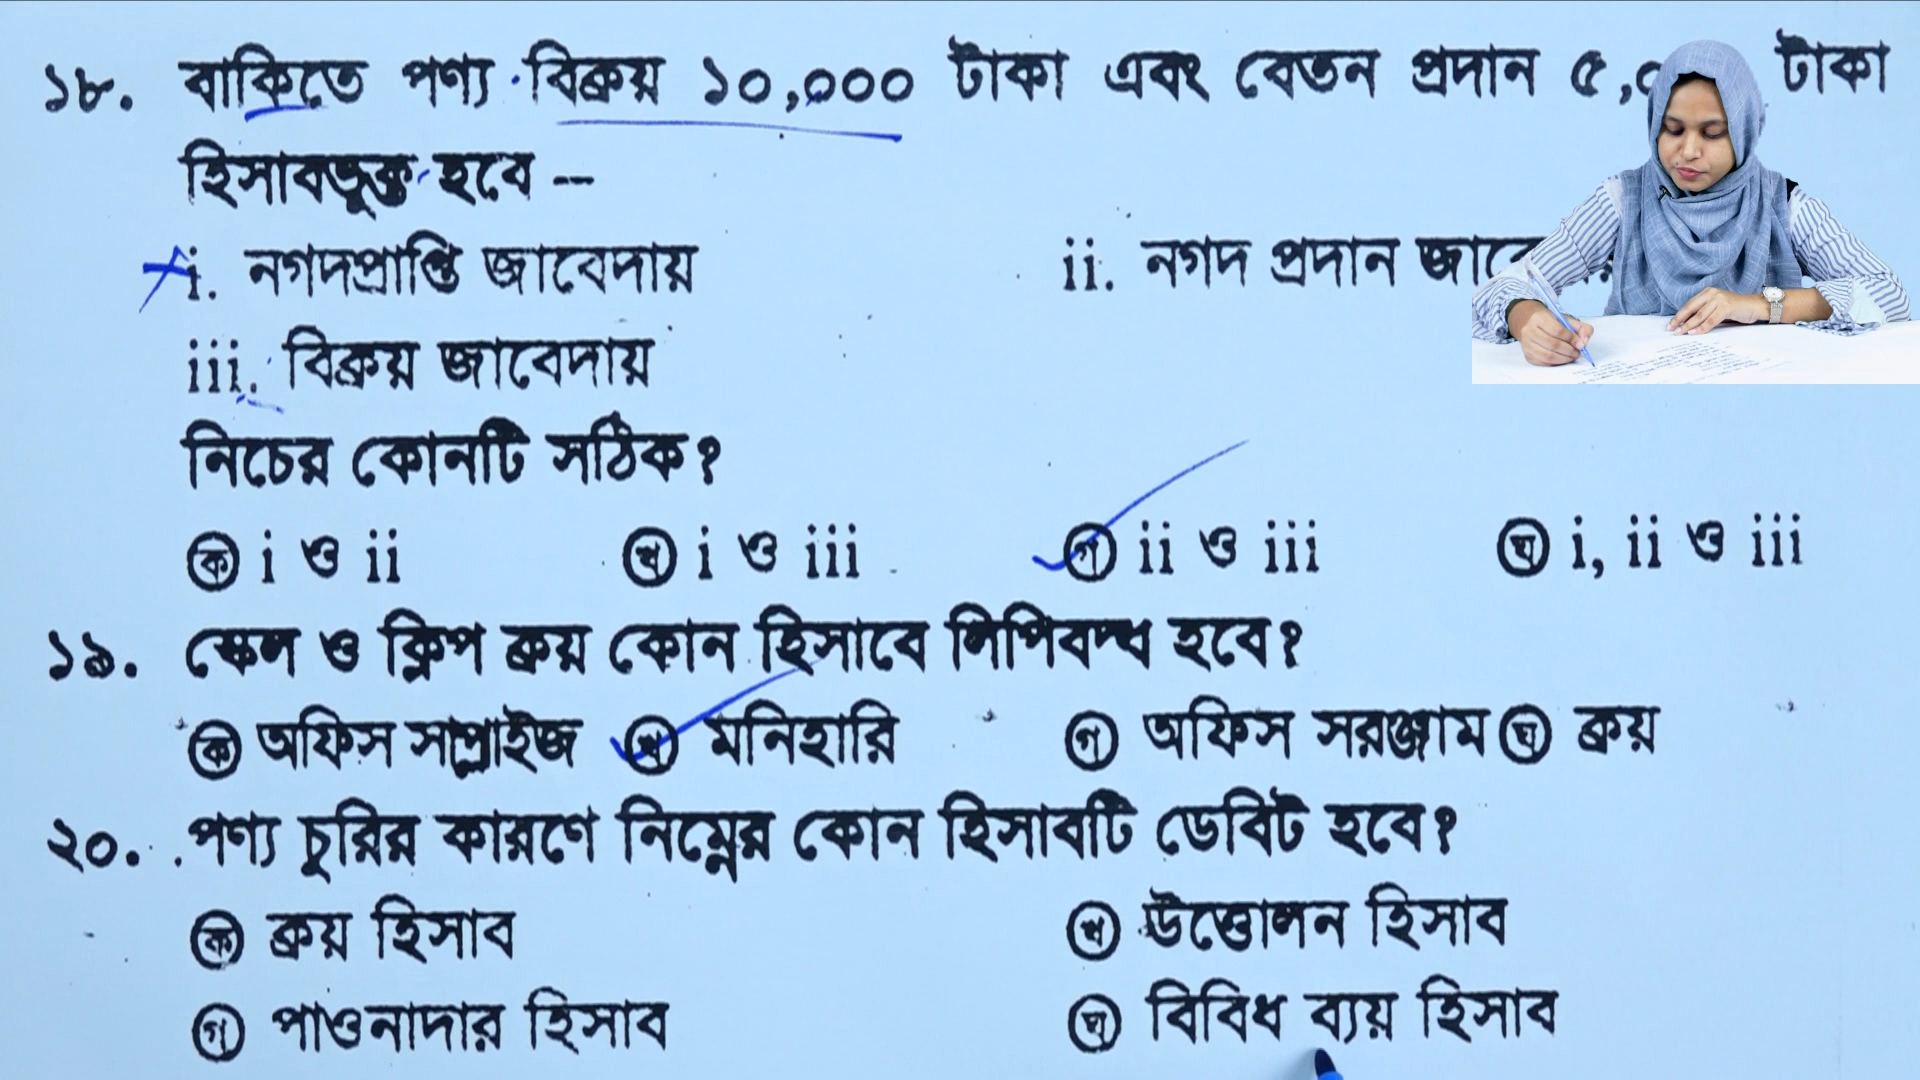 ১৮. বাকিতে পণ্য বিক্রয় ১০,০০০ টাকা এবং বেতন প্রদান টাকা
হিসাবভুক্ত হবে –
i. নগদপ্রাপ্তি জাবেদায় ii. নগদ প্রদান
iii. বিক্রয় জাবেদায়
নিচের কোনটি সঠিক?
ক i ও ii খ i ও iii গ ii ও iii ঘ i, ii ও iii
১৯. স্কেল ও ক্লিপ ক্রয় কোন হিসাবে লিপিবদ্ধ হবে?
ক অফিস সাপ্লাইজ খ মনিহারি গ অফিস সরঞ্জাম ঘ ক্রয়
২০. পণ্য চুরির কারণে নিম্নের কোন হিসাবটি ডেবিট হবে?
ক ক্রয় হিসাব খ উত্তোলন হিসাব
গ পাওনাদার হিসাব ঘ বিবিধ ব্যয় হিসাব